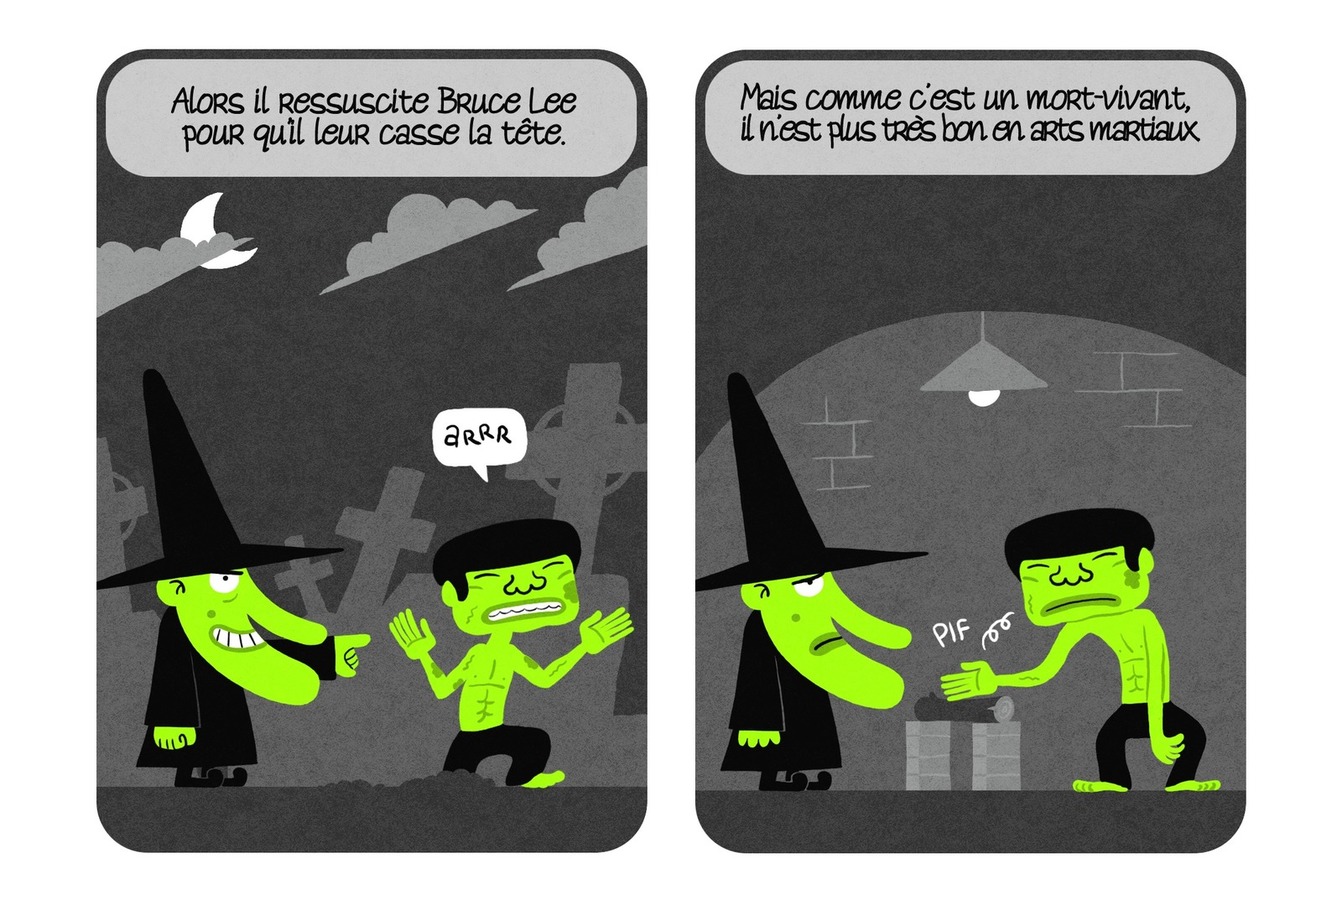 Alors il ressuscite Bruce Lee
pour qu'il leur casse la tête.
arrr
Mais comme c'est un mort-vivant,
il n'est plus très bon en arts martiaux
PIF